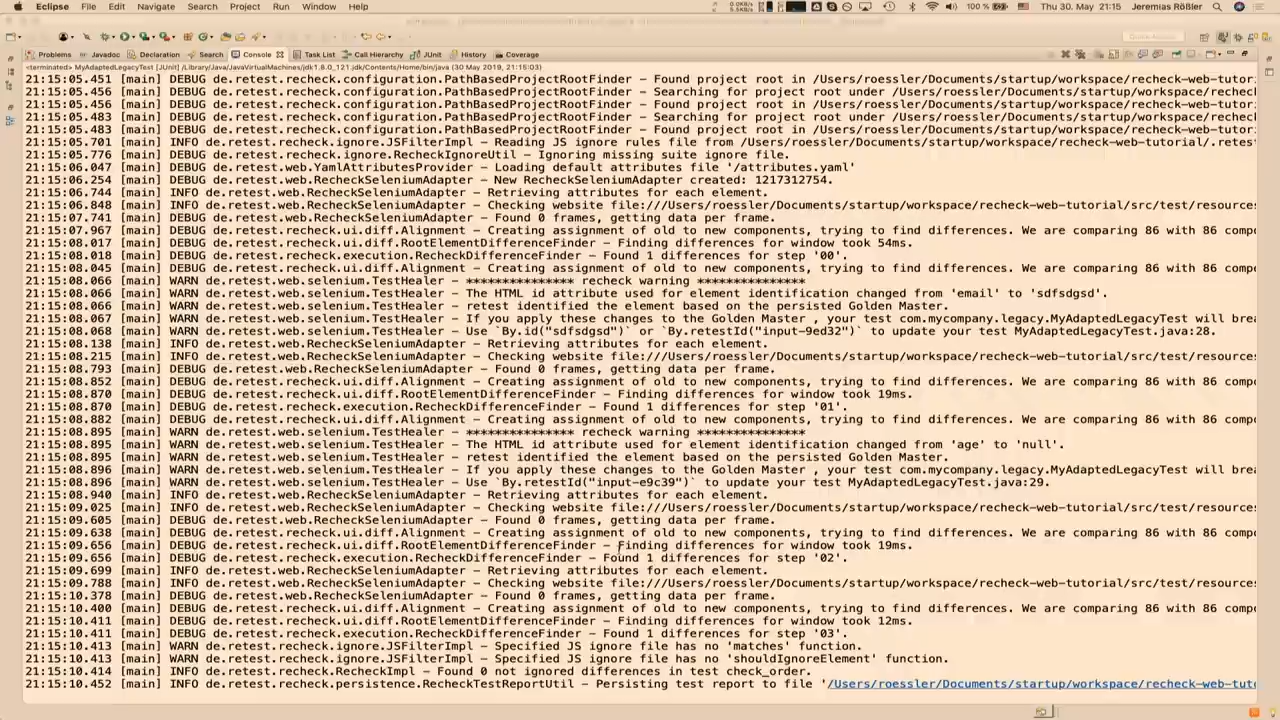 Eclipse File Edit Navigate Search Project Run Window Help 0.0KB/s 5.5KB/s 100 % Thu 30. May 21:15 Jeremias Rößler
Quick Access
Problems Javadoc Declaration Search Console Task List Call Hierarchy JUnit History Coverage
<terminated> MyAdaptedLegacyTest [JUnit] /Library/Java/JavaVirtualMachines/jdk1.8.0_121.jdk/Contents/Home/bin/java (30 May 2019, 21:15:03)
21:15:05.451 [main] DEBUG de.retest.recheck.configuration.PathBasedProjectRootFinder – Found project root in /Users/roessler/Documents/startup/workspace/recheck-web-tutor
21:15:05.456 [main] DEBUG de.retest.recheck.configuration.PathBasedProjectRootFinder – Searching for project root under /Users/roessler/Documents/startup/workspace/rechec
21:15:05.456 [main] DEBUG de.retest.recheck.configuration.PathBasedProjectRootFinder – Found project root in /Users/roessler/Documents/startup/workspace/recheck-web-tutor
21:15:05.483 [main] DEBUG de.retest.recheck.configuration.PathBasedProjectRootFinder – Searching for project root under /Users/roessler/Documents/startup/workspace/rechec
21:15:05.483 [main] DEBUG de.retest.recheck.configuration.PathBasedProjectRootFinder – Found project root in /Users/roessler/Documents/startup/workspace/recheck-web-tutor
21:15:05.701 [main] INFO de.retest.recheck.ignore.JSFilterImpl – Reading JS ignore rules file from /Users/roessler/Documents/startup/workspace/recheck-web-tutorial/.retes
21:15:05.776 [main] DEBUG de.retest.recheck.ignore.RecheckIgnoreUtil – Ignoring missing suite ignore file.
21:15:06.047 [main] DEBUG de.retest.web.YamlAttributesProvider – Loading default attributes file '/attributes.yaml'
21:15:06.254 [main] DEBUG de.retest.web.RecheckSeleniumAdapter – New RecheckSeleniumAdapter created: 1217312754.
21:15:06.744 [main] INFO de.retest.web.RecheckSeleniumAdapter – Retrieving attributes for each element.
21:15:06.848 [main] INFO de.retest.web.RecheckSeleniumAdapter – Checking website file:///Users/roessler/Documents/startup/workspace/recheck-web-tutorial/src/test/resource
21:15:07.741 [main] DEBUG de.retest.web.RecheckSeleniumAdapter – Found 0 frames, getting data per frame.
21:15:07.967 [main] DEBUG de.retest.recheck.ui.diff.Alignment – Creating assignment of old to new components, trying to find differences. We are comparing 86 with 86 compo
21:15:08.017 [main] DEBUG de.retest.recheck.ui.diff.RootElementDifferenceFinder – Finding differences for window took 54ms.
21:15:08.018 [main] DEBUG de.retest.recheck.execution.RecheckDifferenceFinder – Found 1 differences for step '00'.
21:15:08.045 [main] DEBUG de.retest.recheck.ui.diff.Alignment – Creating assignment of old to new components, trying to find differences. We are comparing 86 with 86 compo
21:15:08.066 [main] WARN de.retest.web.selenium.TestHealer – *************** recheck warning ***************
21:15:08.066 [main] WARN de.retest.web.selenium.TestHealer – The HTML id attribute used for element identification changed from 'email' to 'sdfsdgsd'.
21:15:08.066 [main] WARN de.retest.web.selenium.TestHealer – retest identified the element based on the persisted Golden Master.
21:15:08.067 [main] WARN de.retest.web.selenium.TestHealer – If you apply these changes to the Golden Master , your test com.mycompany.legacy.MyAdaptedLegacyTest will brea
21:15:08.068 [main] WARN de.retest.web.selenium.TestHealer – Use `By.id("sdfsdgsd")` or `By.retestId("input-9ed32")` to update your test MyAdaptedLegacyTest.java:28.
21:15:08.138 [main] INFO de.retest.web.RecheckSeleniumAdapter – Retrieving attributes for each element.
21:15:08.215 [main] INFO de.retest.web.RecheckSeleniumAdapter – Checking website file:///Users/roessler/Documents/startup/workspace/recheck-web-tutorial/src/test/resource
21:15:08.793 [main] DEBUG de.retest.web.RecheckSeleniumAdapter – Found 0 frames, getting data per frame.
21:15:08.852 [main] DEBUG de.retest.recheck.ui.diff.Alignment – Creating assignment of old to new components, trying to find differences. We are comparing 86 with 86 compo
21:15:08.870 [main] DEBUG de.retest.recheck.ui.diff.RootElementDifferenceFinder – Finding differences for window took 19ms.
21:15:08.870 [main] DEBUG de.retest.recheck.execution.RecheckDifferenceFinder – Found 1 differences for step '01'.
21:15:08.882 [main] DEBUG de.retest.recheck.ui.diff.Alignment – Creating assignment of old to new components, trying to find differences. We are comparing 86 with 86 compo
21:15:08.895 [main] WARN de.retest.web.selenium.TestHealer – *************** recheck warning ***************
21:15:08.895 [main] WARN de.retest.web.selenium.TestHealer – The HTML id attribute used for element identification changed from 'age' to 'null'.
21:15:08.895 [main] WARN de.retest.web.selenium.TestHealer – retest identified the element based on the persisted Golden Master.
21:15:08.896 [main] WARN de.retest.web.selenium.TestHealer – If you apply these changes to the Golden Master , your test com.mycompany.legacy.MyAdaptedLegacyTest will brea
21:15:08.896 [main] WARN de.retest.web.selenium.TestHealer – Use `By.retestId("input-e9c39")` to update your test MyAdaptedLegacyTest.java:29.
21:15:08.940 [main] INFO de.retest.web.RecheckSeleniumAdapter – Retrieving attributes for each element.
21:15:09.025 [main] INFO de.retest.web.RecheckSeleniumAdapter – Checking website file:///Users/roessler/Documents/startup/workspace/recheck-web-tutorial/src/test/resource
21:15:09.605 [main] DEBUG de.retest.web.RecheckSeleniumAdapter – Found 0 frames, getting data per frame.
21:15:09.638 [main] DEBUG de.retest.recheck.ui.diff.Alignment – Creating assignment of old to new components, trying to find differences. We are comparing 86 with 86 compo
21:15:09.656 [main] DEBUG de.retest.recheck.ui.diff.RootElementDifferenceFinder – Finding differences for window took 19ms.
21:15:09.656 [main] DEBUG de.retest.recheck.execution.RecheckDifferenceFinder – Found 1 differences for step '02'.
21:15:09.699 [main] INFO de.retest.web.RecheckSeleniumAdapter – Retrieving attributes for each element.
21:15:09.788 [main] INFO de.retest.web.RecheckSeleniumAdapter – Checking website file:///Users/roessler/Documents/startup/workspace/recheck-web-tutorial/src/test/resource
21:15:10.378 [main] DEBUG de.retest.web.RecheckSeleniumAdapter – Found 0 frames, getting data per frame.
21:15:10.400 [main] DEBUG de.retest.recheck.ui.diff.Alignment – Creating assignment of old to new components, trying to find differences. We are comparing 86 with 86 compo
21:15:10.411 [main] DEBUG de.retest.recheck.ui.diff.RootElementDifferenceFinder – Finding differences for window took 12ms.
21:15:10.411 [main] DEBUG de.retest.recheck.execution.RecheckDifferenceFinder – Found 1 differences for step '03'.
21:15:10.413 [main] WARN de.retest.recheck.ignore.JSFilterImpl – Specified JS ignore file has no 'matches' function.
21:15:10.413 [main] WARN de.retest.recheck.ignore.JSFilterImpl – Specified JS ignore file has no 'shouldIgnoreElement' function.
21:15:10.414 [main] INFO de.retest.recheck.RecheckImpl – Found 0 not ignored differences in test check_order.
21:15:10.452 [main] INFO de.retest.recheck.persistence.RecheckTestReportUtil – Persisting test report to file '/Users/roessler/Documents/startup/workspace/recheck-web-tuto